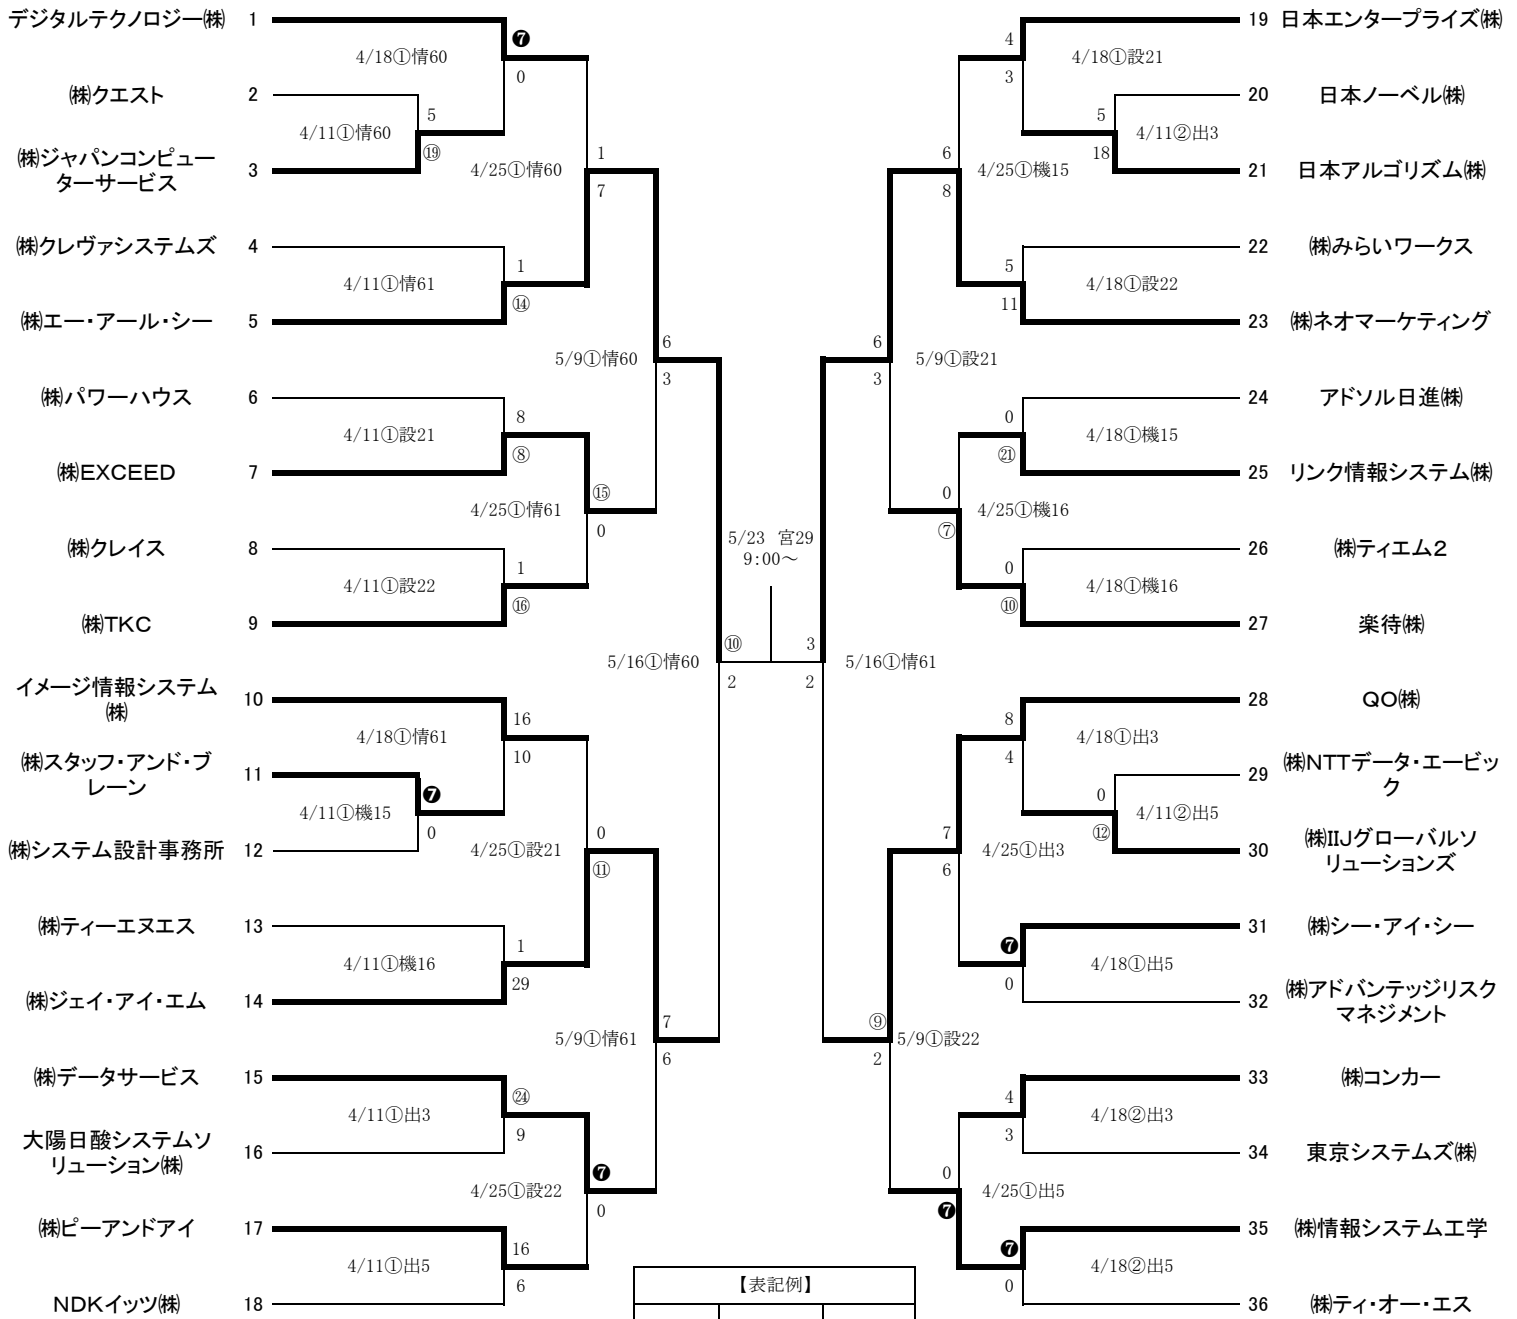 デジタルテクノロジー㈱ 1
❼
4/18①情60
0
㈱クエスト 2
5
4/11①情60
⑲
㈱ジャパンコンピュー
ターサービス 3
1
4/25①情60
7
㈱クレヴァシステムズ 4
1
4/11①情61
⑭
㈱エー・アール・シー 5
6
5/9①情60
3
㈱パワーハウス 6
8
4/11①設21
⑧
㈱EXCEED 7
⑮
4/25①情61
0
㈱クレイス 8
1
4/11①設22
⑯
㈱TKC 9
⑩
5/16①情60
2
イメージ情報システム
㈱ 10
16
4/18①情61
10
㈱スタッフ・アンド・ブ
レーン 11
❼
4/11①機15
0
㈱システム設計事務所 12
0
4/25①設21
⑪
㈱ティーエヌエス 13
1
4/11①機16
29
㈱ジェイ・アイ・エム 14
7
5/9①情61
6
㈱データサービス 15
㉔
4/11①出3
9
大陽日酸システムソ
リューション㈱ 16
❼
4/25①設22
0
㈱ピーアンドアイ 17
16
4/11①出5
6
NDKイッツ㈱ 18
5/23 宮29
9:00～
19 日本エンタープライズ㈱
4
4/18①設21
3
20 日本ノーベル㈱
5
4/11②出3
18
21 日本アルゴリズム㈱
6
4/25①機15
8
22 ㈱みらいワークス
5
4/18①設22
11
23 ㈱ネオマーケティング
6
5/9①設21
3
24 アドソル日進㈱
0
4/18①機15
㉑
25 リンク情報システム㈱
0
4/25①機16
⑦
26 ㈱ティエム2
0
4/18①機16
⑩
27 楽待㈱
3
5/16①情61
2
28 QO㈱
8
4/18①出3
4
29 ㈱NTTデータ・エービッ
ク
0
4/11②出5
⑫
30 ㈱IIJグローバルソ
リューションズ
7
4/25①出3
6
31 ㈱シー・アイ・シー
❼
4/18①出5
0
32 ㈱アドバンテッジリスク
マネジメント
⑨
5/9①設22
2
33 ㈱コンカー
4
4/18②出3
3
34 東京システムズ㈱
0
4/25①出5
❼
35 ㈱情報システム工学
❼
4/18②出5
0
36 ㈱ティ・オー・エス
【表記例】